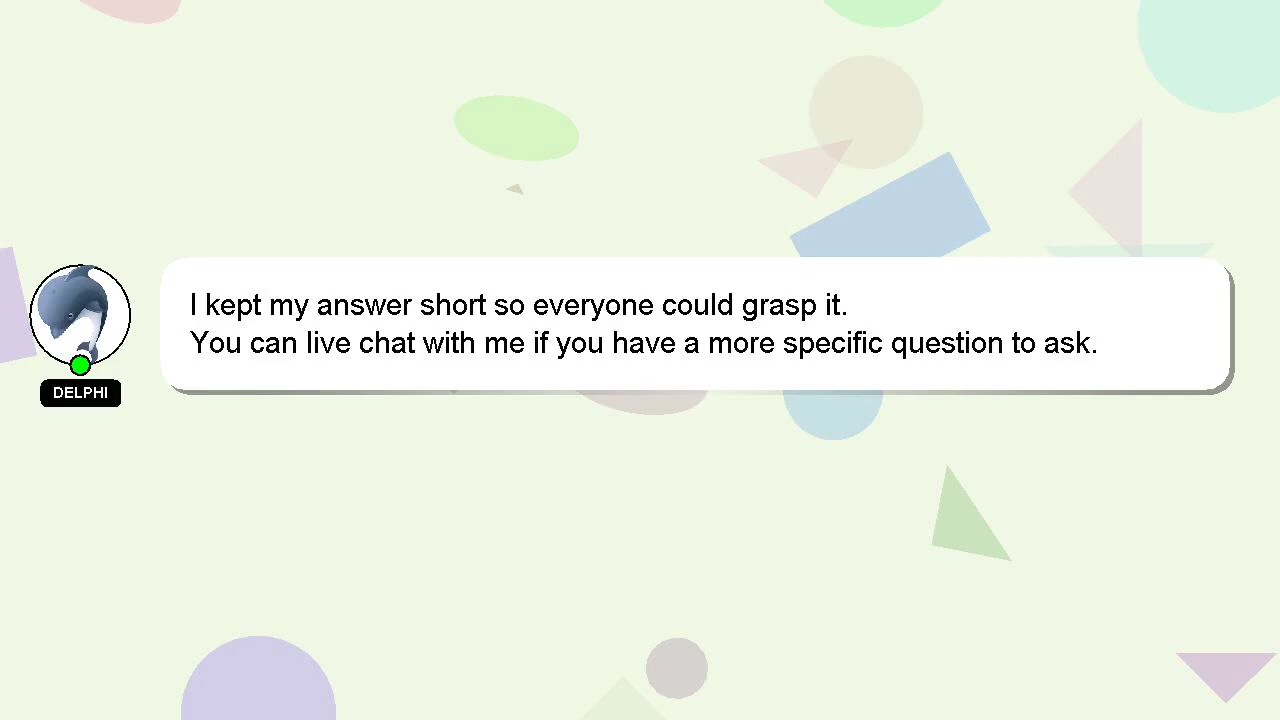 I kept my answer short so everyone could grasp it.
You can live chat with me if you have a more specific question to ask.
DELPHI